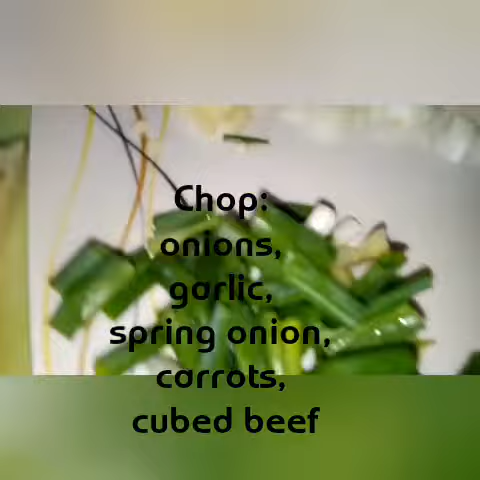 Chop:
onions,
garlic,
spring onion,
carrots,
cubed beef